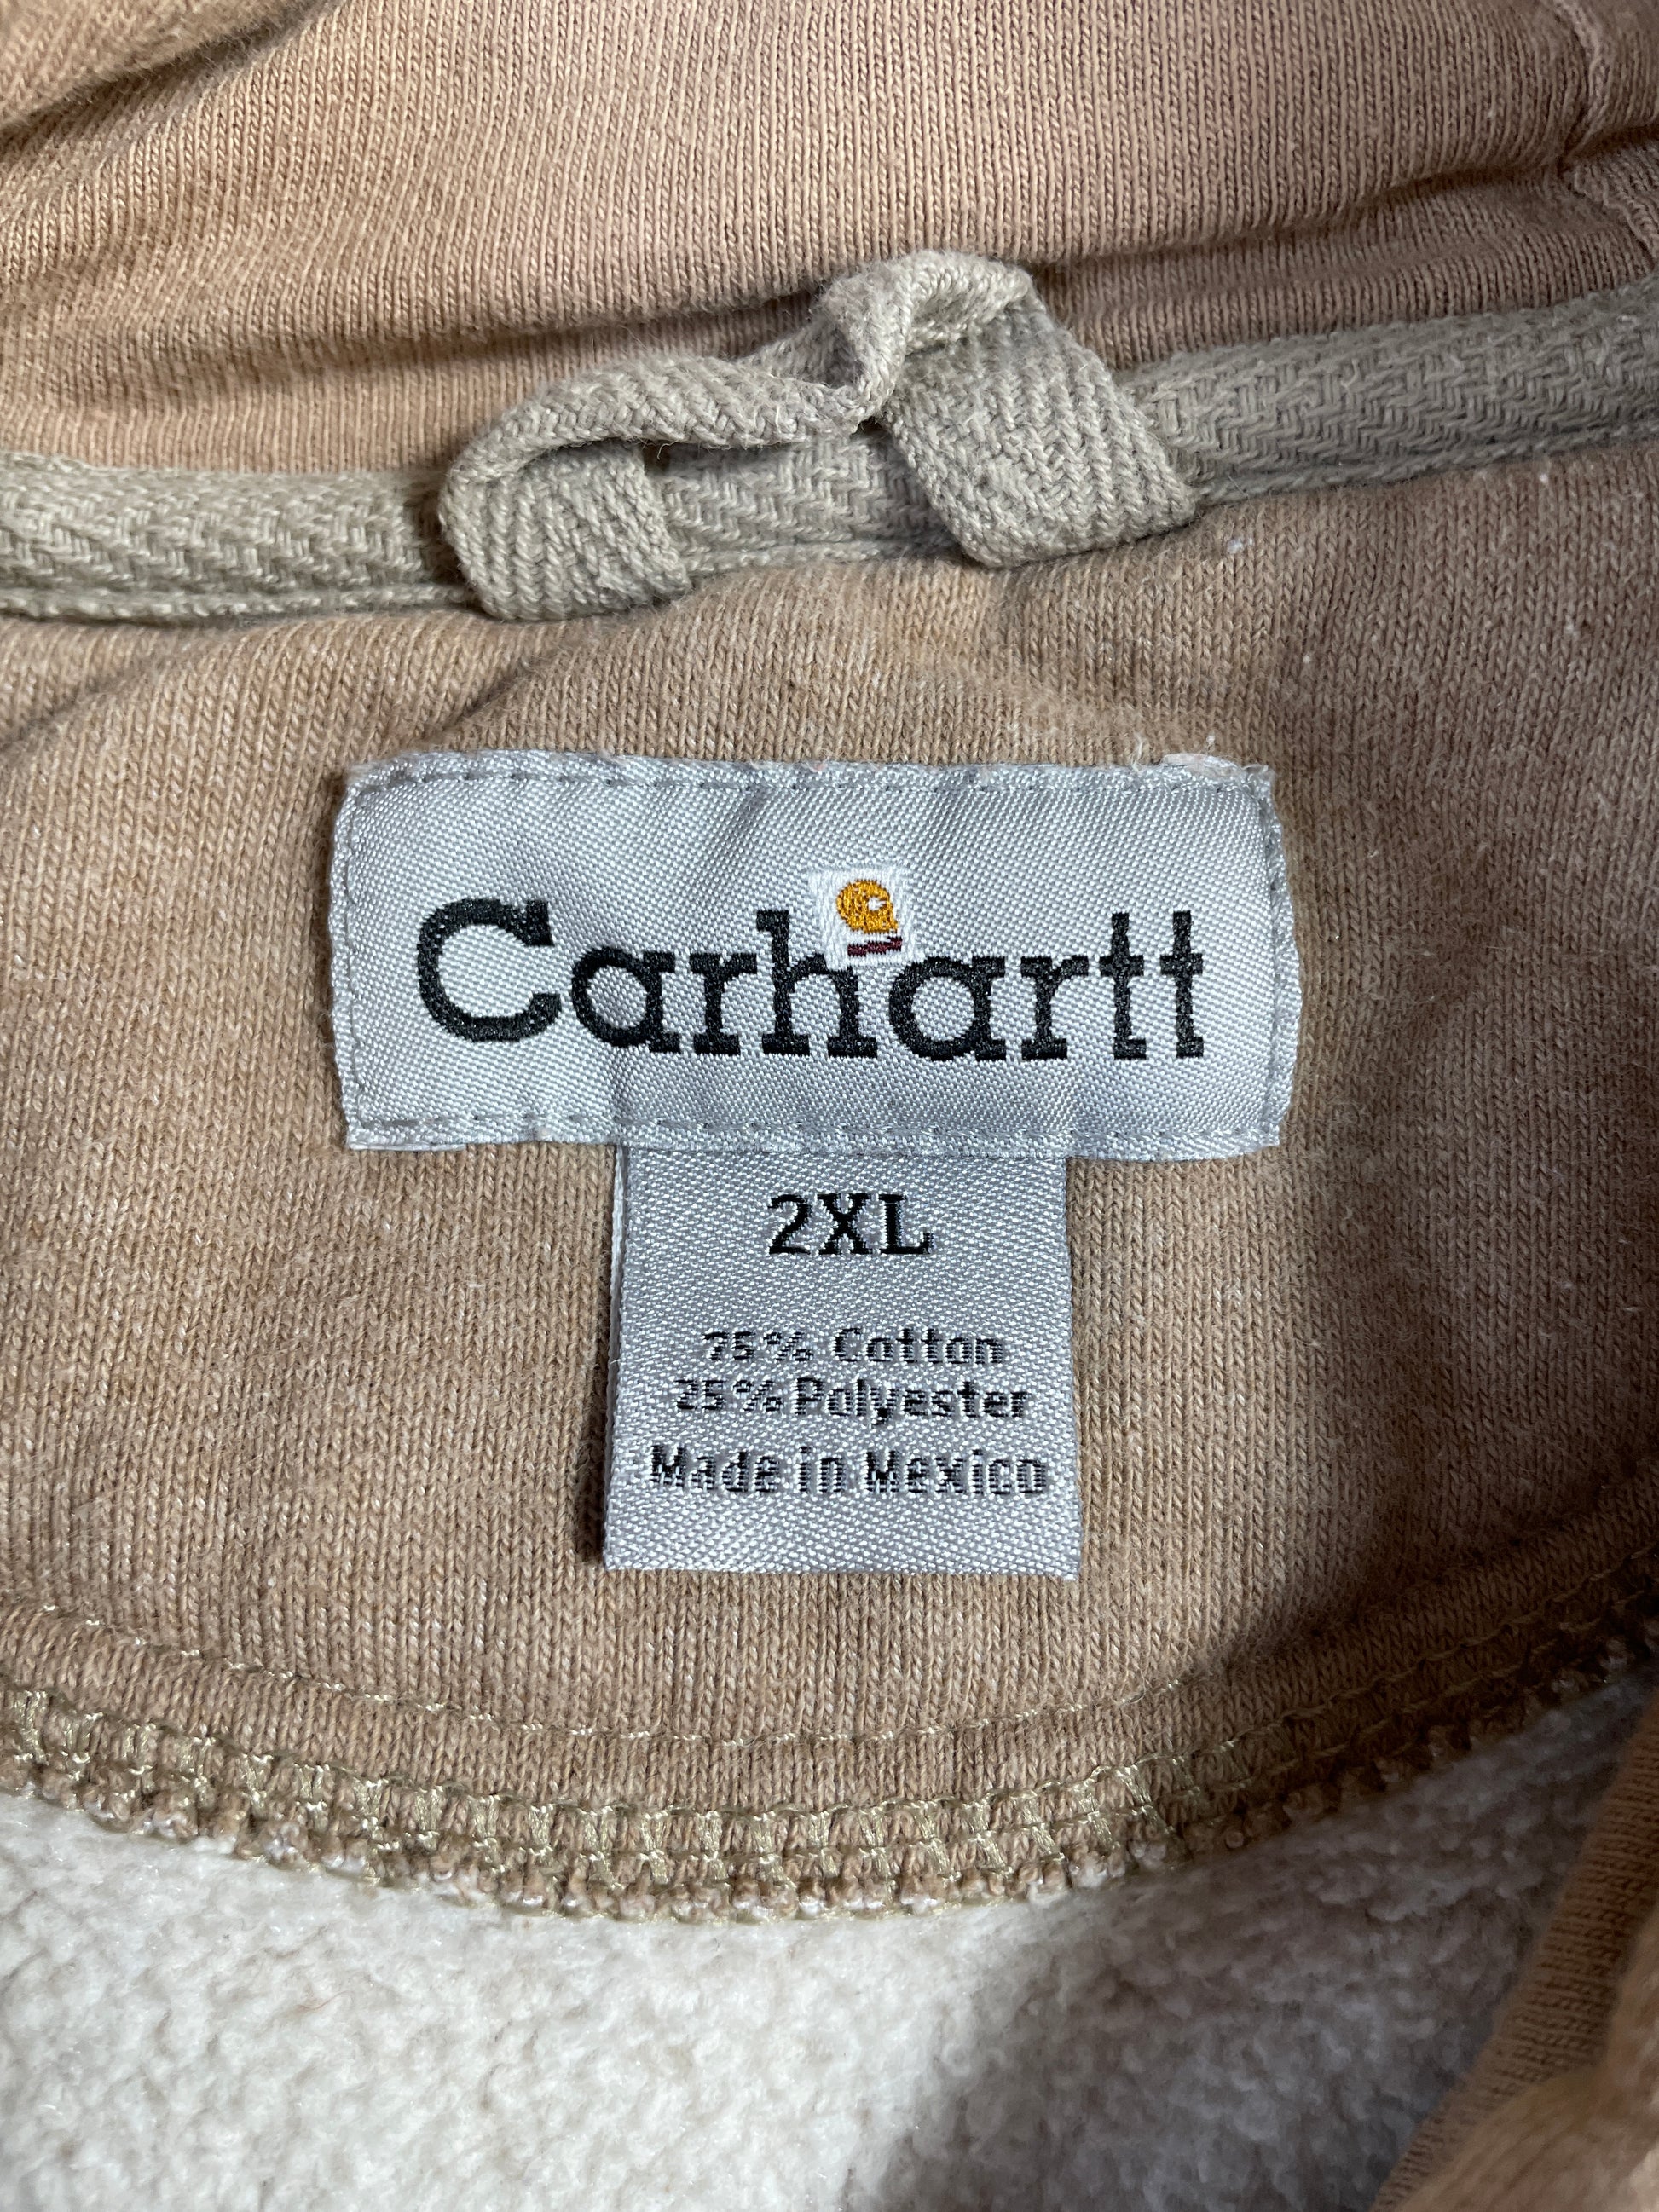 Carhartt
2XL
75% Cotton
25% Polyester
Made in Mexico